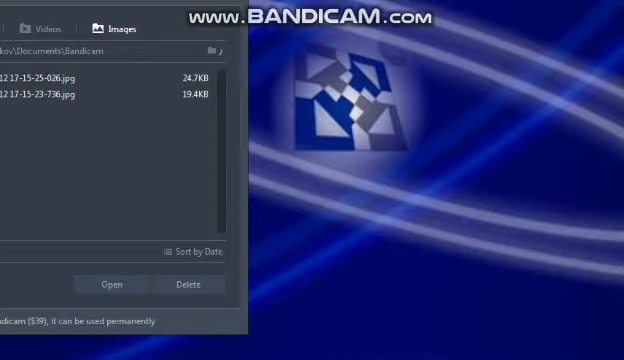 www.BANDICAM.com
Videos
Images
kov\Documents\Bandicam
/
12 17-15-25-026.jpg 24.7KB
12 17-15-23-736.jpg 19.4KB
Sort by Date
Open Delete
ndicam ($39), it can be used permanently